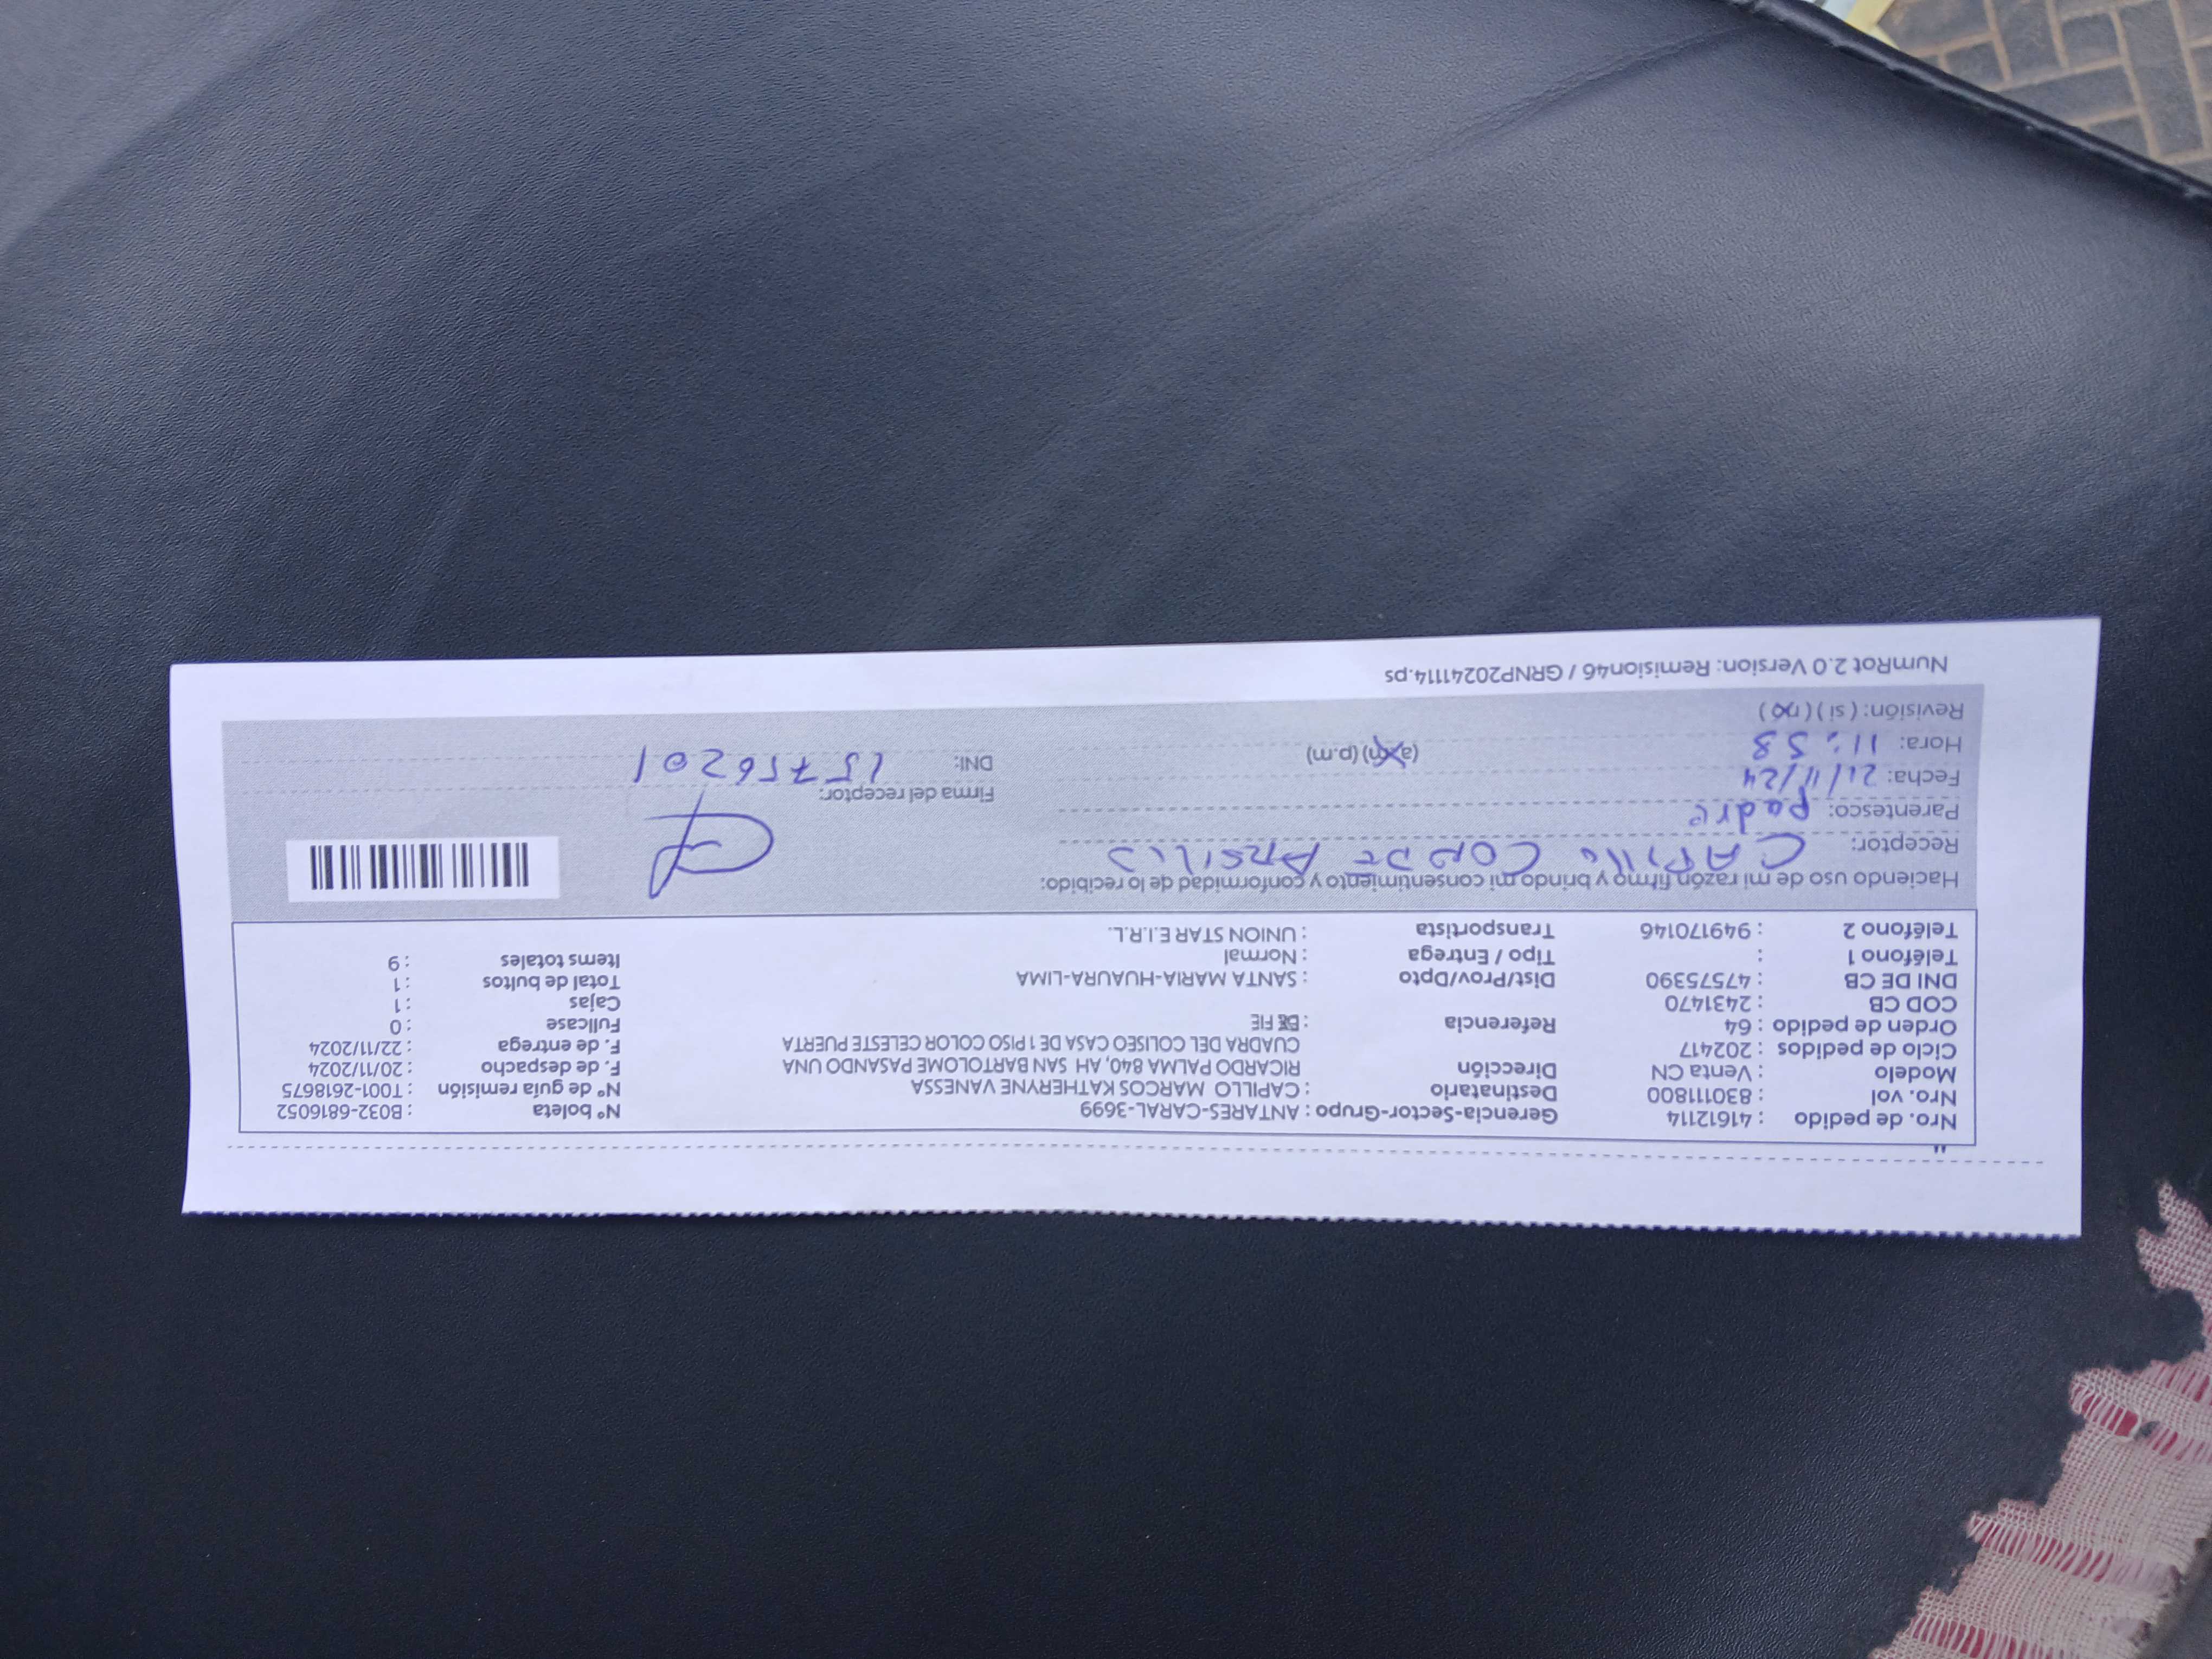 Nro. de pedido : 41612114 Gerencia-Sector-Grupo : ANTARES-CARAL-3699 N° boleta : B032-6816052
Nro. vol : 830111800 Destinatario : CAPILLO MARCOS KATHERYNE VANESSA N° de guía remisión : T001-2618675
Modelo : Venta CN Dirección RICARDO PALMA 840, AH SAN BARTOLOME PASANDO UNA F. de despacho : 20/11/2024
Ciclo de pedidos : 202417 CUADRA DEL COLISEO CASA DE 1 PISO COLOR CELESTE PUERTA F. de entrega : 22/11/2024
Orden de pedido : 64 Referencia : DE FIE Fullcase : 0
COD CB : 2431470 Cajas : 1
DNI DE CB : 47575390 Dist/Prov/Dpto : SANTA MARIA-HUAURA-LIMA Total de bultos : 1
Teléfono 1 : Tipo / Entrega : Normal Items totales : 9
Teléfono 2 : 949170146 Transportista : UNION STAR E.I.R.L.
Haciendo uso de mi razón firmo y brindo mi consentimiento y conformidad de lo recibido:
Receptor: CAPILLO CONDE
Parentesco: padre
Fecha: 21/11/24 Firma del receptor:
Hora: 11:58 (a.m) (p.m) DNI: 15756201
Revisión: ( si ) ( no )
NumRot 2.0 Version: Remision46 / GRNP20241114.ps